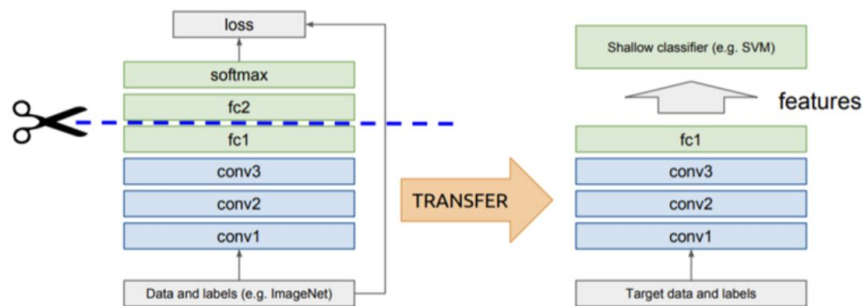 loss
softmax
fc2
fc1
conv3
conv2
conv1
Data and labels (e.g. ImageNet)
TRANSFER
Shallow classifier (e.g. SVM)
features
fc1
conv3
conv2
conv1
Target data and labels